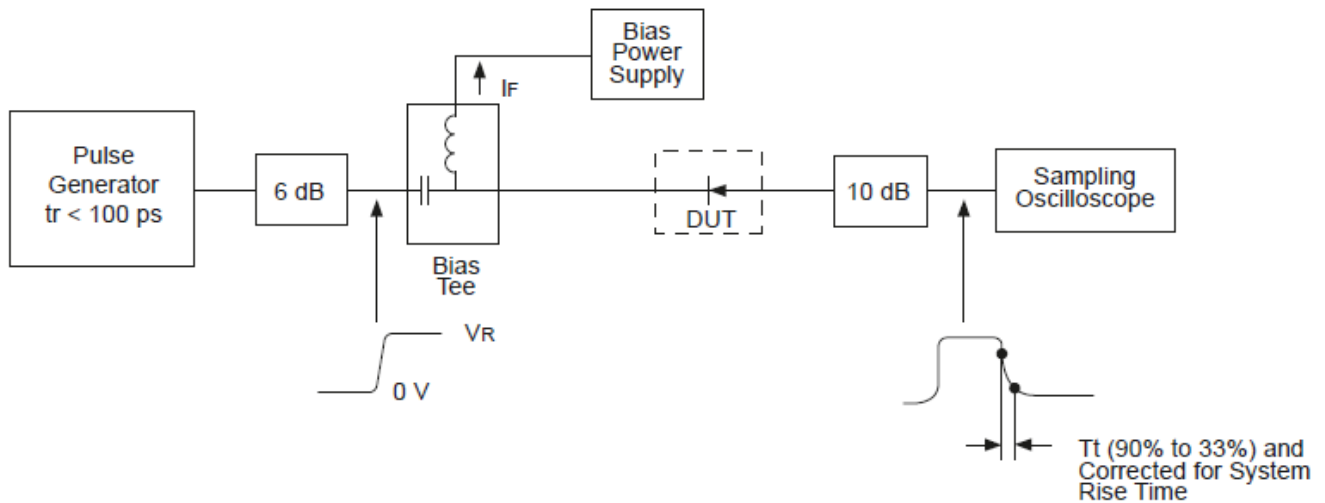 Bias
Power
Supply
IF
Pulse
Generator
tr < 100 ps
6 dB
Bias
Tee
DUT
10 dB
Sampling
Oscilloscope
VR
0 V
Tt (90% to 33%) and
Corrected for System
Rise Time